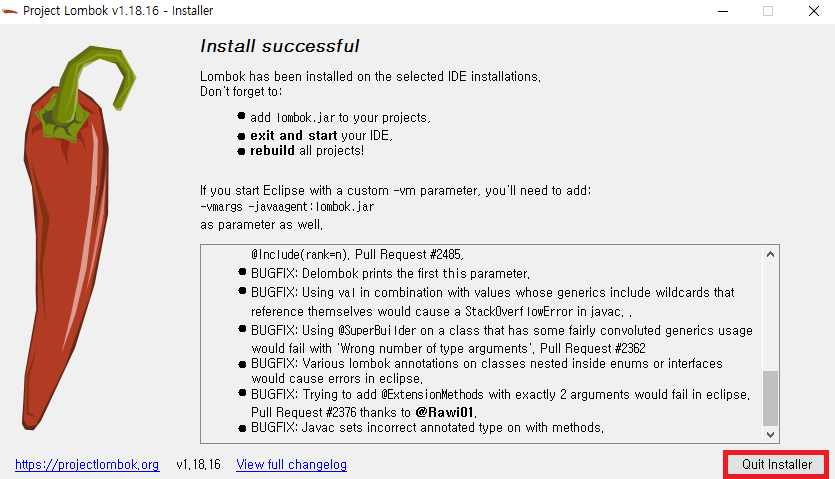 Project Lombok v1.18.16 - Installer
Install successful
Lombok has been installed on the selected IDE installations.
Don't forget to:
add lombok.jar to your projects,
exit and start your IDE,
rebuild all projects!
If you start Eclipse with a custom -vm parameter, you'll need to add:
-vmargs -javaagent:lombok.jar
as parameter as well.
@Include(rank=n). Pull Request #2485.
BUGFIX: Delombok prints the first this parameter.
BUGFIX: Using val in combination with values whose generics include wildcards that
reference themselves would cause a StackOverflowError in javac. .
BUGFIX: Using @SuperBuilder on a class that has some fairly convoluted generics usage
would fail with 'Wrong number of type arguments'. Pull Request #2362
BUGFIX: Various lombok annotations on classes nested inside enums or interfaces
would cause errors in eclipse.
BUGFIX: Trying to add @ExtensionMethods with exactly 2 arguments would fail in eclipse.
Pull Request #2376 thanks to @Rawi01.
BUGFIX: Javac sets incorrect annotated type on with methods.
https://projectlombok.org v1.18.16 View full changelog Quit Installer